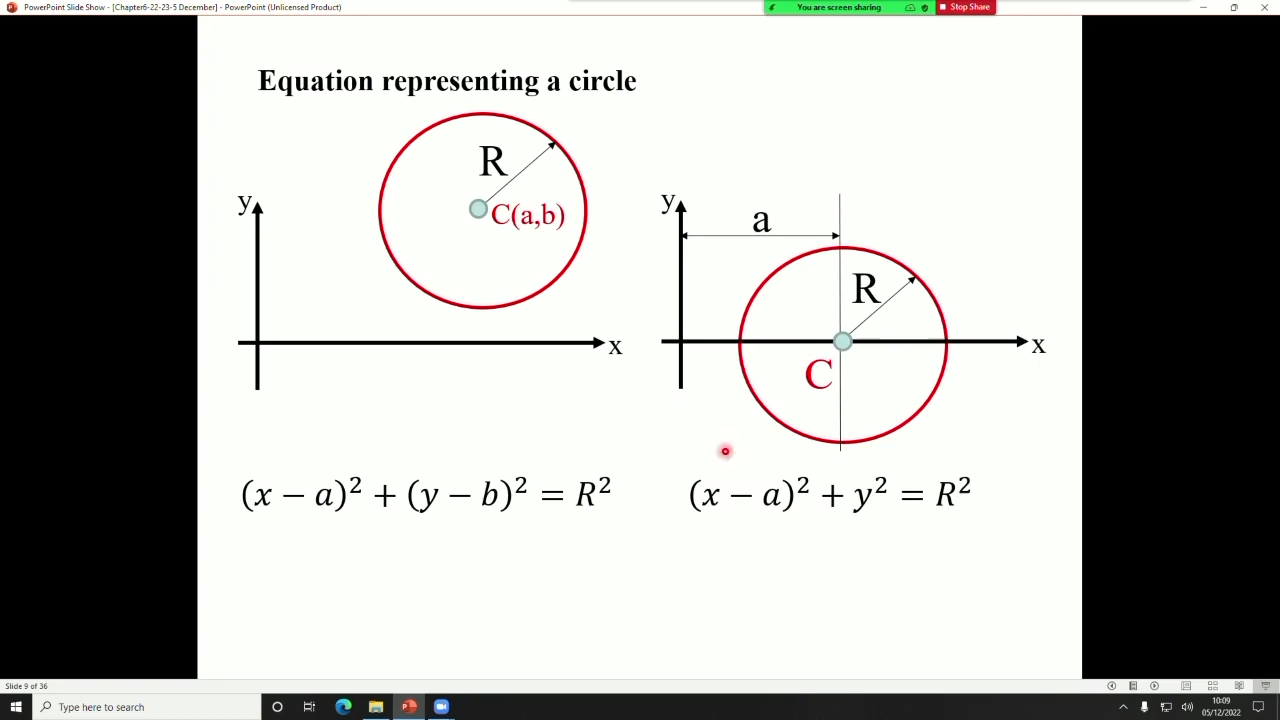 PowerPoint Slide Show - [Chapter6-22-23-5 December] - PowerPoint (Unlicensed Product)
You are screen sharing
Stop Share
Equation representing a circle
R
C(a,b)
y
x
y
a
R
C
x
(x − a)² + (y − b)² = R²
(x − a)² + y² = R²
Slide 9 of 36
Type here to search
10:09
05/12/2022